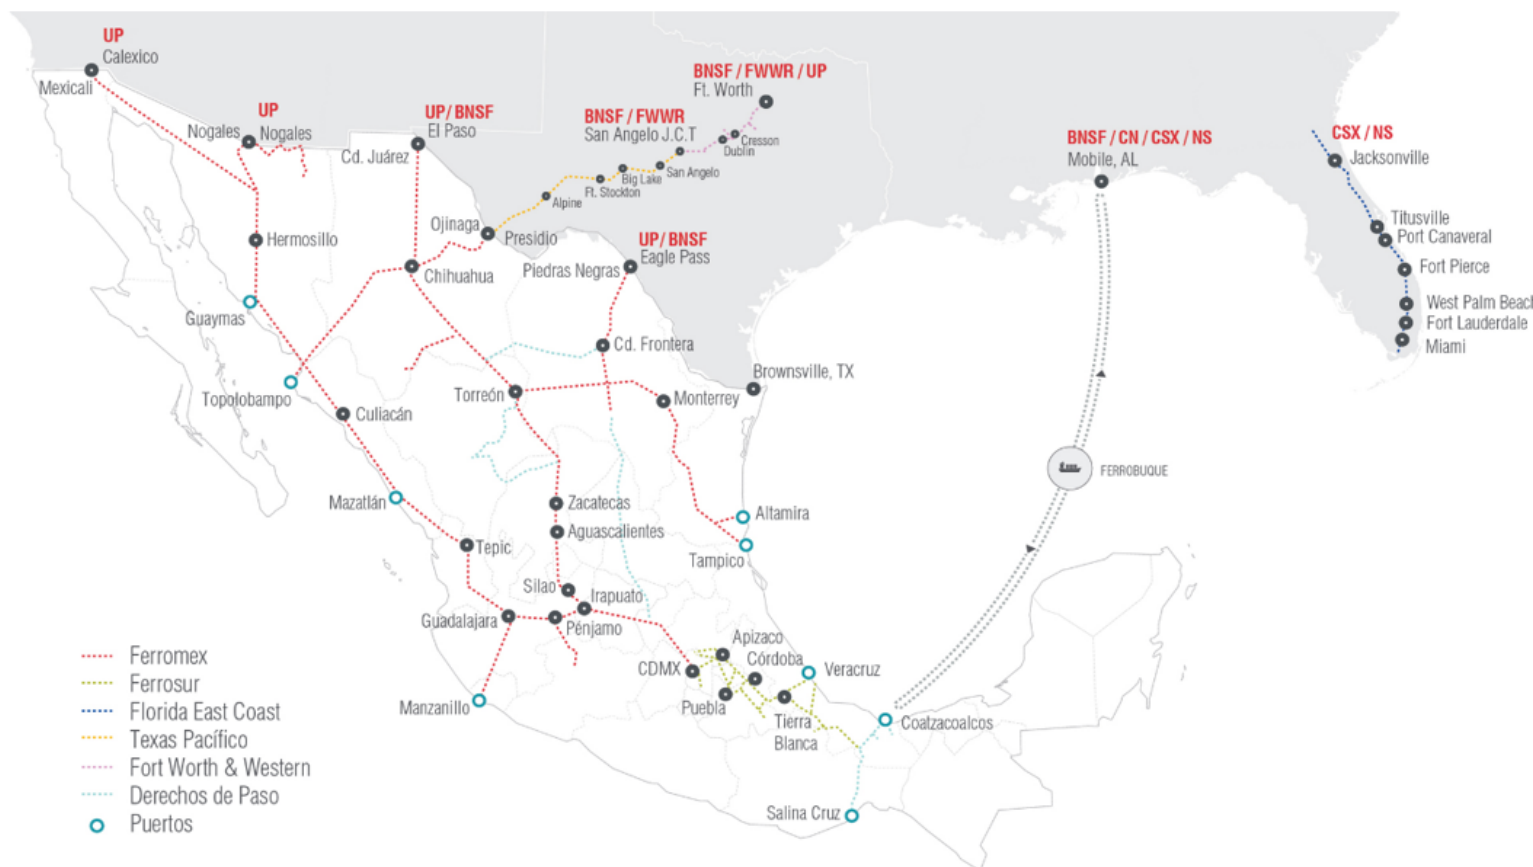 UP
Calexico
Mexicali
UP
Nogales
Nogales
UP/ BNSF
El Paso
Cd. Juárez
BNSF / FWWR
San Angelo J.C.T
BNSF / FWWR / UP
Ft. Worth
Cresson
Dublin
San Angelo
Big Lake
Ft. Stockton
Alpine
BNSF / CN / CSX / NS
Mobile, AL
CSX / NS
Jacksonville
Titusville
Port Canaveral
Fort Pierce
West Palm Beach
Fort Lauderdale
Miami
Hermosillo
Ojinaga
Presidio
Chihuahua
UP/ BNSF
Eagle Pass
Piedras Negras
Guaymas
Cd. Frontera
Topolobampo
Culiacán
Torreón
Monterrey
Brownsville, TX
FERROBUQUE
Mazatlán
Zacatecas
Aguascalientes
Altamira
Tampico
Tepic
Silao
Irapuato
Guadalajara
Pénjamo
Manzanillo
CDMX
Apizaco
Córdoba
Veracruz
Puebla
Tierra
Blanca
Coatzacoalcos
Salina Cruz
Ferromex
Ferrosur
Florida East Coast
Texas Pacífico
Fort Worth & Western
Derechos de Paso
Puertos